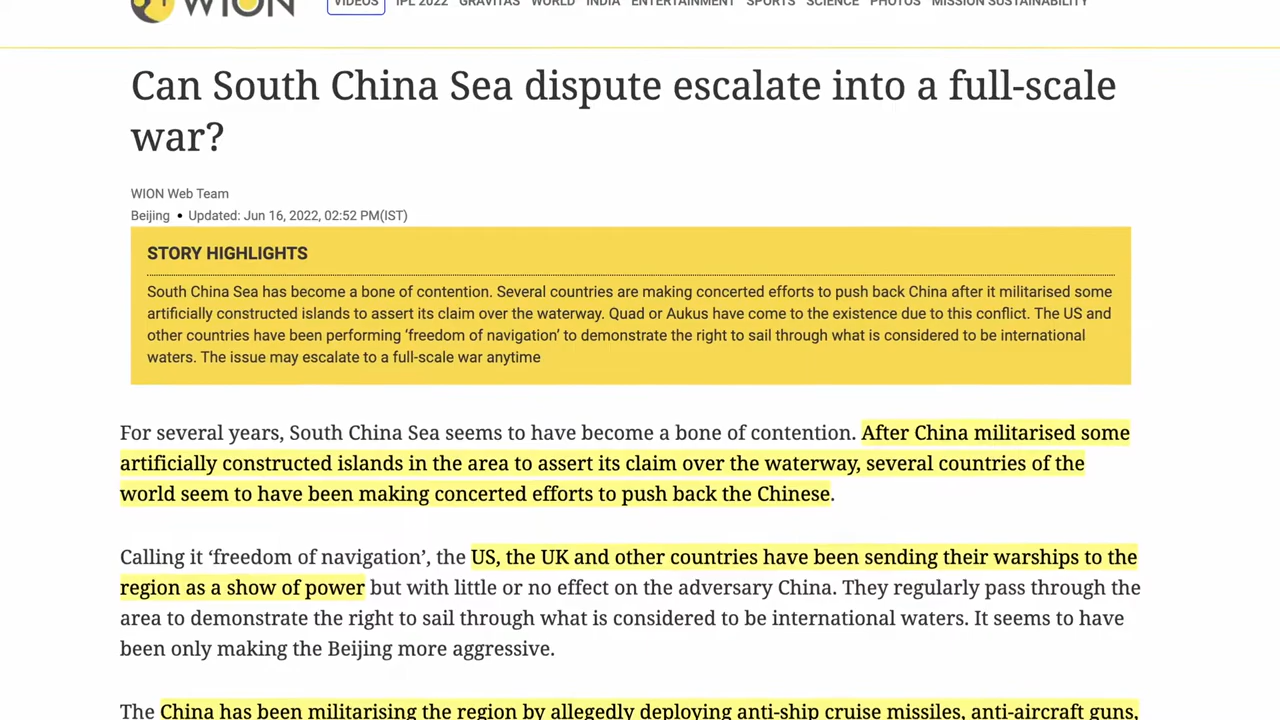 WION
VIDEOS IPL 2022 GRAVITAS WORLD INDIA ENTERTAINMENT SPORTS SCIENCE PHOTOS MISSION SUSTAINABILITY
Can South China Sea dispute escalate into a full-scale
war?
WION Web Team
Beijing • Updated: Jun 16, 2022, 02:52 PM(IST)
STORY HIGHLIGHTS
South China Sea has become a bone of contention. Several countries are making concerted efforts to push back China after it militarised some
artificially constructed islands to assert its claim over the waterway. Quad or Aukus have come to the existence due to this conflict. The US and
other countries have been performing ‘freedom of navigation’ to demonstrate the right to sail through what is considered to be international
waters. The issue may escalate to a full-scale war anytime
For several years, South China Sea seems to have become a bone of contention. After China militarised some
artificially constructed islands in the area to assert its claim over the waterway, several countries of the
world seem to have been making concerted efforts to push back the Chinese.
Calling it ‘freedom of navigation’, the US, the UK and other countries have been sending their warships to the
region as a show of power but with little or no effect on the adversary China. They regularly pass through the
area to demonstrate the right to sail through what is considered to be international waters. It seems to have
been only making the Beijing more aggressive.
The China has been militarising the region by allegedly deploying anti-ship cruise missiles, anti-aircraft guns,